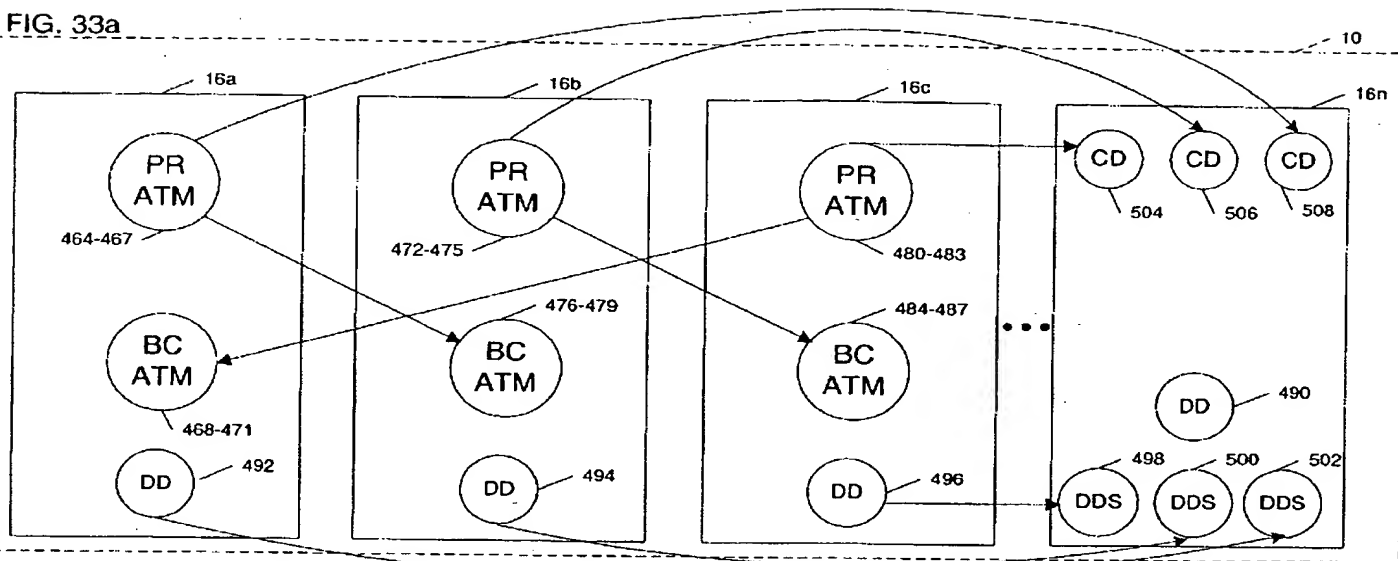 FIG. 33a
10
16a
16b
16c
16n
PR
ATM
464-467
PR
ATM
472-475
PR
ATM
480-483
CD
504
CD
506
CD
508
BC
ATM
468-471
476-479
BC
ATM
484-487
BC
ATM
DD
490
DD
492
DD
494
DD
496
498
DDS
500
DDS
502
DDS